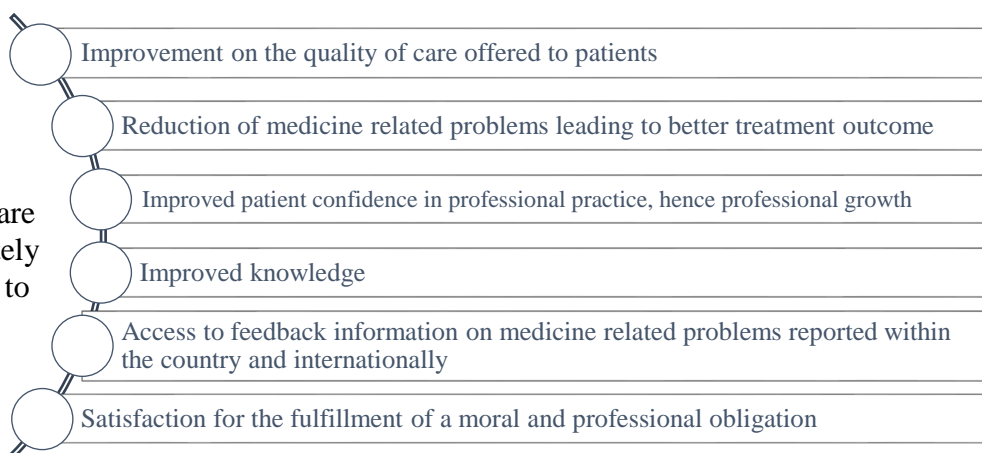 Improvement on the quality of care offered to patients
Reduction of medicine related problems leading to better treatment outcome
Improved patient confidence in professional practice, hence professional growth
are
ely
to
Improved knowledge
Access to feedback information on medicine related problems reported within
the country and internationally
Satisfaction for the fulfillment of a moral and professional obligation